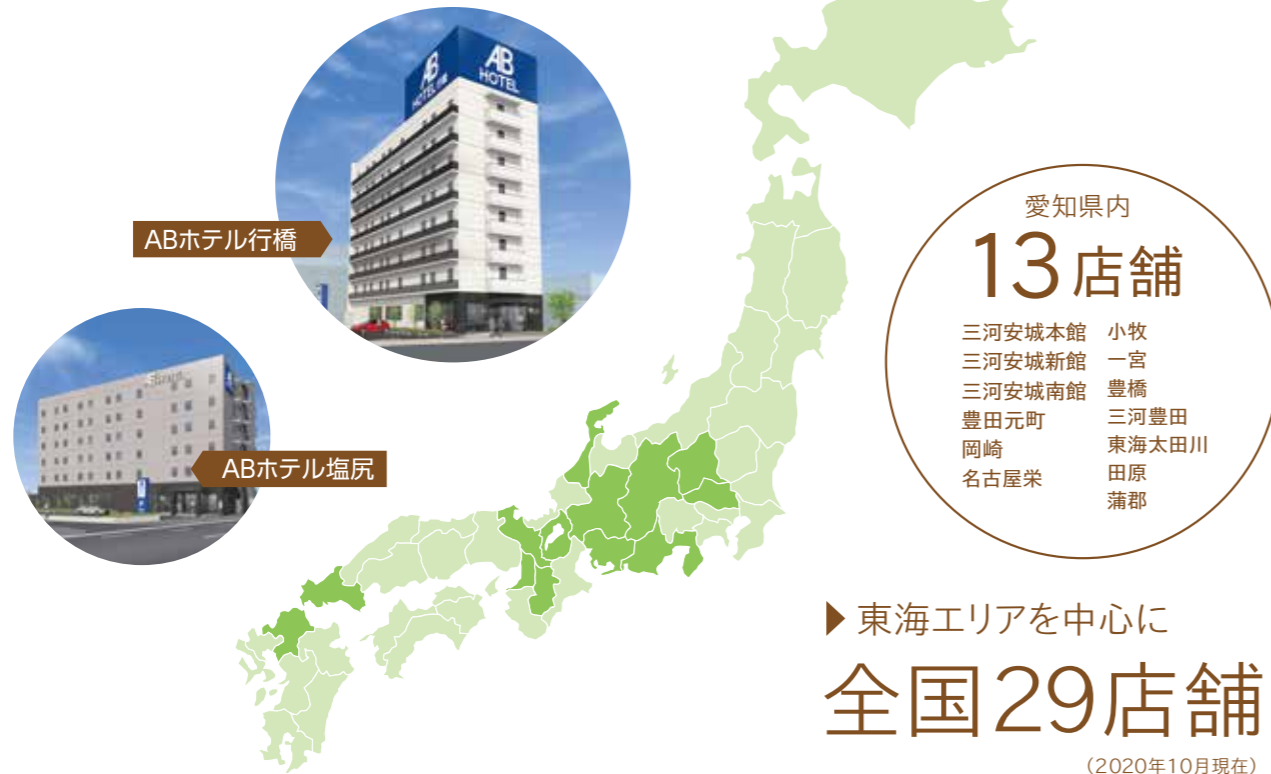 AB
HOTEL
AB
HOTEL
ABホテル行橋
ABホテル塩尻
愛知県内
13店舗
三河安城本館
三河安城新館
三河安城南館
豊田元町
岡崎
名古屋栄
小牧
一宮
豊橋
三河豊田
東海太田川
田原
蒲郡
▶東海エリアを中心に
全国29店舗
（2020年10月現在）